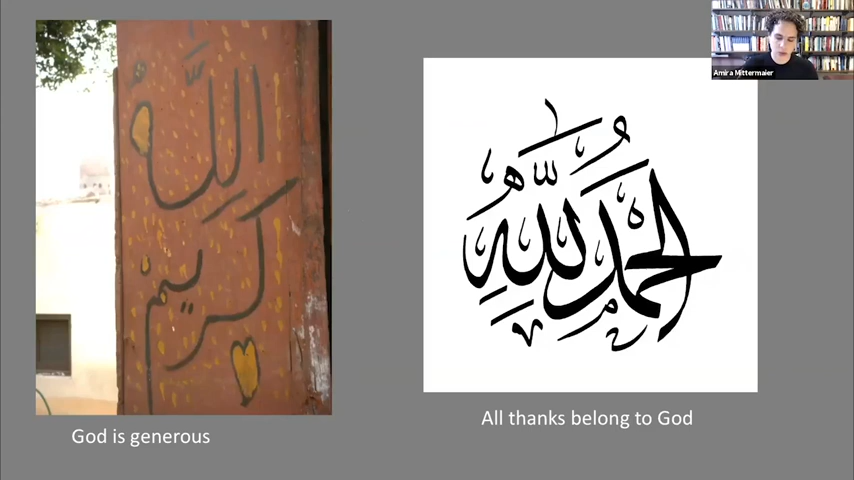 Amira Mittermaier
الله
كريم
الحمد لله
God is generous
All thanks belong to God